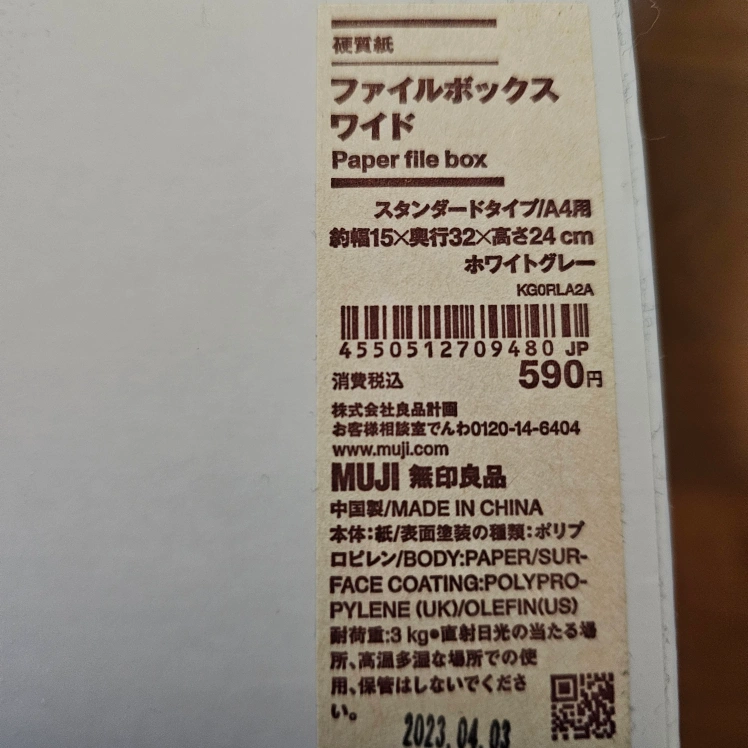 硬質紙
ファイルボックス
ワイド
Paper file box
スタンダードタイプ/A4用
約幅15×奥行32×高さ24 cm
ホワイトグレー
KG0RLA2A
4550512709480 JP
消費税込 590円
株式会社良品計画
お客様相談室でんわ0120-14-6404
www.muji.com
MUJI 無印良品
中国製/MADE IN CHINA
本体:紙/表面塗装の種類:ポリプ
ロピレン/BODY:PAPER/SUR-
FACE COATING:POLYPRO-
PYLENE (UK)/OLEFIN(US)
耐荷重:3 kg●直射日光の当たる場
所、高温多湿な場所での使
用、保管はしないでくださ
い。
2023.04.03